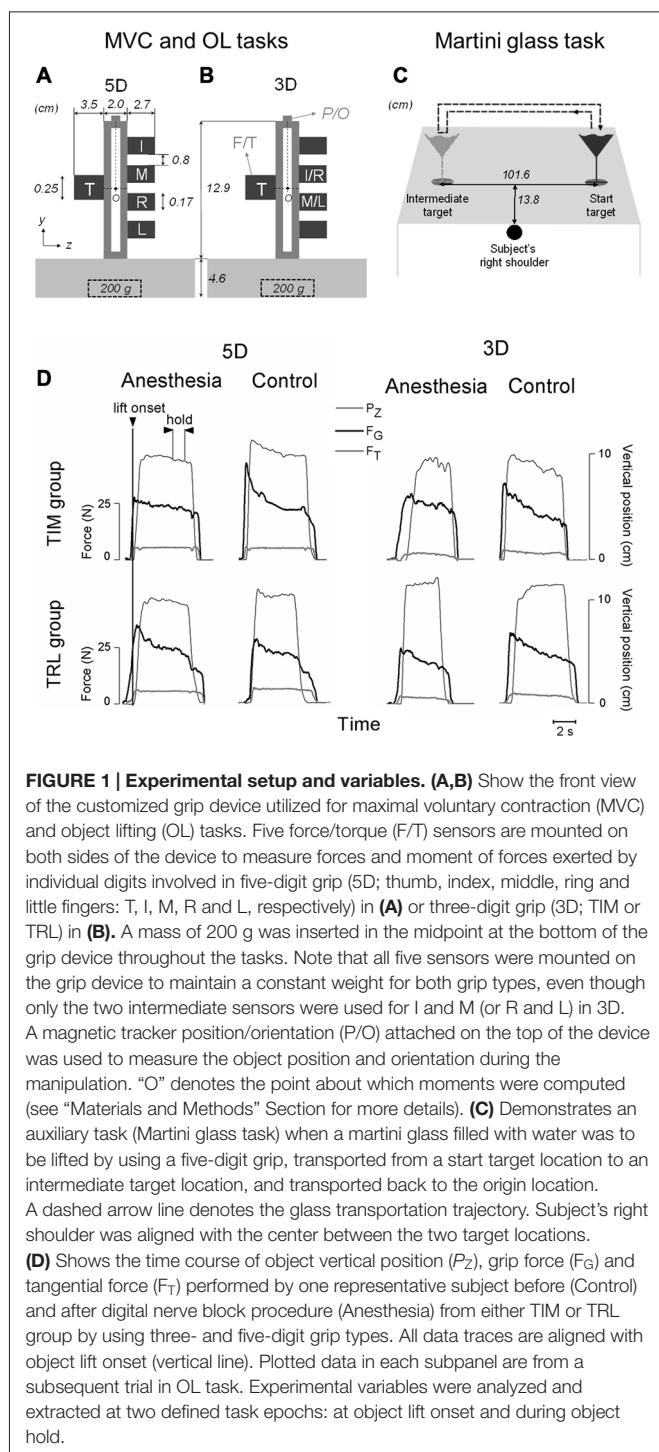 MVC and OL tasks
Martini glass task
A
5D
B
3D
C
(cm)
3.5
2.0
2.7
P/O
I
F/T
0.8
M
I/R
T
T
0.25
O
R
0.17
12.9
O
M/L
L
y
z
200 g
4.6
200 g
(cm)
101.6
Intermediate
target
13.8
Start
target
Subject's
right shoulder
D
5D
3D
Anesthesia
Control
Anesthesia
Control
lift onset
hold
PZ
FG
FT
TIM group
Force (N)
25
0
10
0
Vertical position (cm)
TRL group
Force (N)
25
0
10
0
Vertical position (cm)
Time
2 s
FIGURE 1 | Experimental setup and variables. (A,B) Show the front view
of the customized grip device utilized for maximal voluntary contraction (MVC)
and object lifting (OL) tasks. Five force/torque (F/T) sensors are mounted on
both sides of the device to measure forces and moment of forces exerted by
individual digits involved in five-digit grip (5D; thumb, index, middle, ring and
little fingers: T, I, M, R and L, respectively) in (A) or three-digit grip (3D; TIM or
TRL) in (B). A mass of 200 g was inserted in the midpoint at the bottom of the
grip device throughout the tasks. Note that all five sensors were mounted on
the grip device to maintain a constant weight for both grip types, even though
only the two intermediate sensors were used for I and M (or R and L) in 3D.
A magnetic tracker position/orientation (P/O) attached on the top of the device
was used to measure the object position and orientation during the
manipulation. “O” denotes the point about which moments were computed
(see “Materials and Methods” Section for more details). (C) Demonstrates an
auxiliary task (Martini glass task) when a martini glass filled with water was to
be lifted by using a five-digit grip, transported from a start target location to an
intermediate target location, and transported back to the origin location.
A dashed arrow line denotes the glass transportation trajectory. Subject’s right
shoulder was aligned with the center between the two target locations.
(D) Shows the time course of object vertical position (PZ), grip force (FG) and
tangential force (FT) performed by one representative subject before (Control)
and after digital nerve block procedure (Anesthesia) from either TIM or TRL
group by using three- and five-digit grip types. All data traces are aligned with
object lift onset (vertical line). Plotted data in each subpanel are from a
subsequent trial in OL task. Experimental variables were analyzed and
extracted at two defined task epochs: at object lift onset and during object
hold.